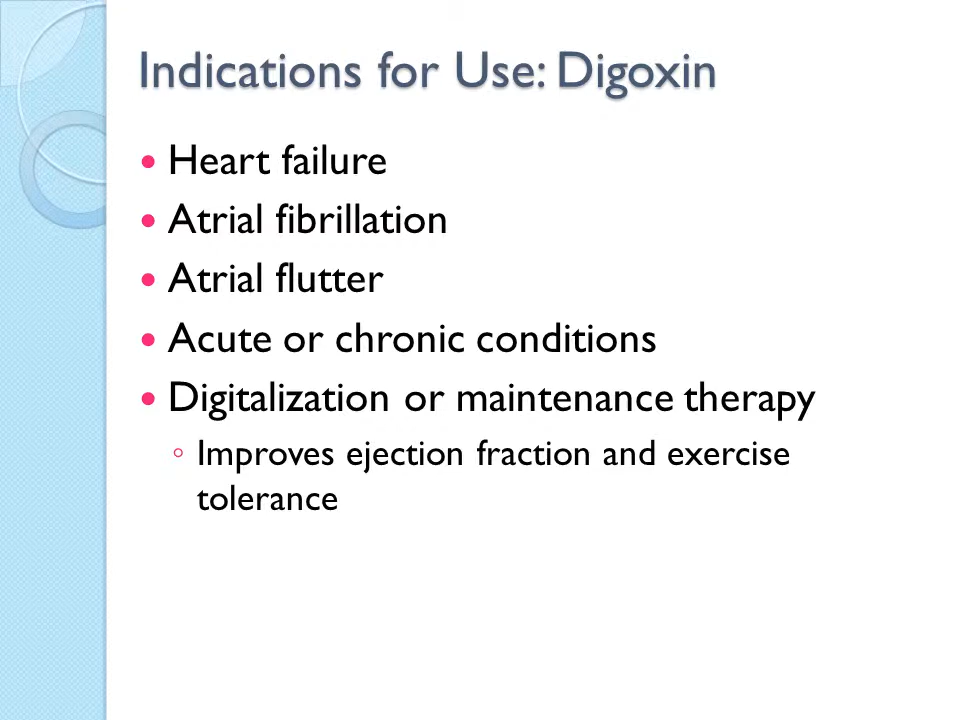 Indications for Use: Digoxin
• Heart failure
• Atrial fibrillation
• Atrial flutter
• Acute or chronic conditions
• Digitalization or maintenance therapy
◦ Improves ejection fraction and exercise
tolerance